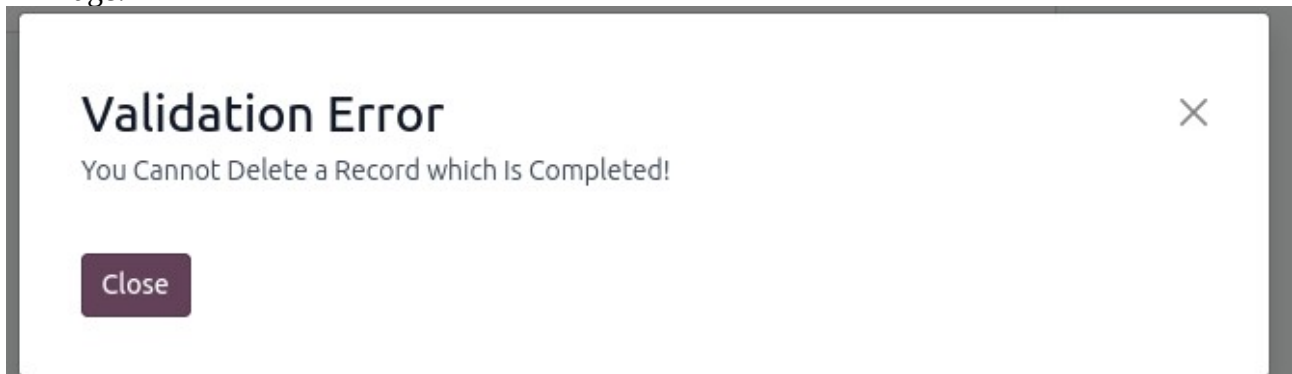 Validation Error
You Cannot Delete a Record which Is Completed!
Close